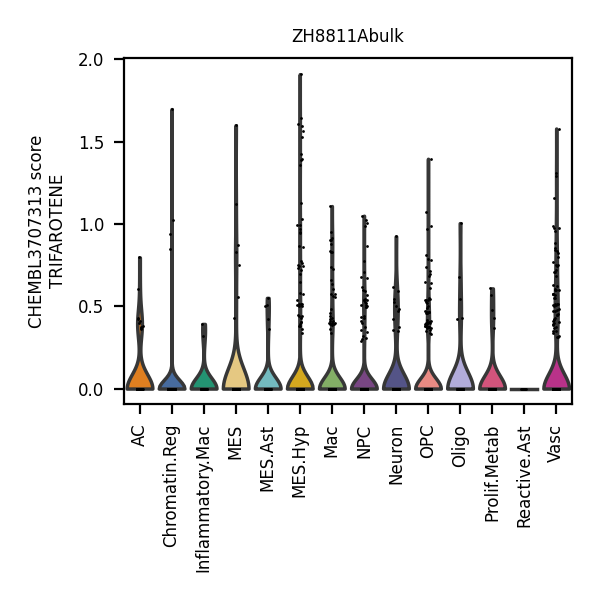 ZH8811Abulk
CHEMBL3707313 score
TRIFAROTENE
2.0
1.5
1.0
0.5
0.0
AC
Chromatin.Reg
Inflammatory.Mac
MES
MES.Ast
MES.Hyp
Mac
NPC
Neuron
OPC
Oligo
Prolif.Metab
Reactive.Ast
Vasc